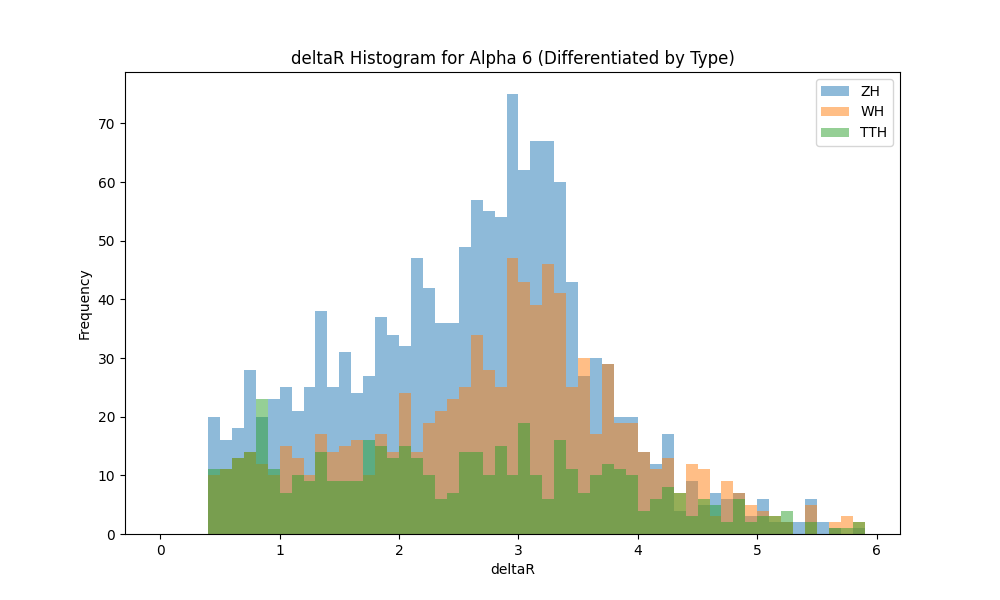 deltaR Histogram for Alpha 6 (Differentiated by Type)
ZH
WH
TTH
Frequency
70
60
50
40
30
20
10
0
0 1 2 3 4 5 6
deltaR